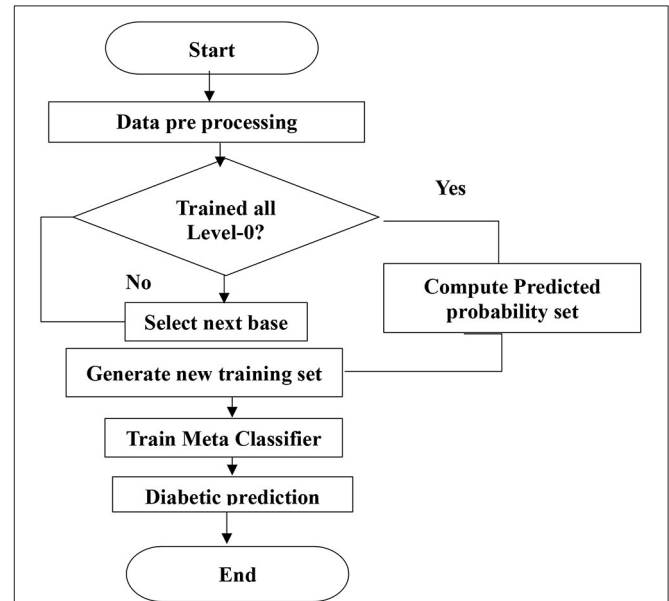 Start
Data pre processing
Trained all
Level-0?
Yes
No
Compute Predicted
probability set
Select next base
Generate new training set
Train Meta Classifier
Diabetic prediction
End